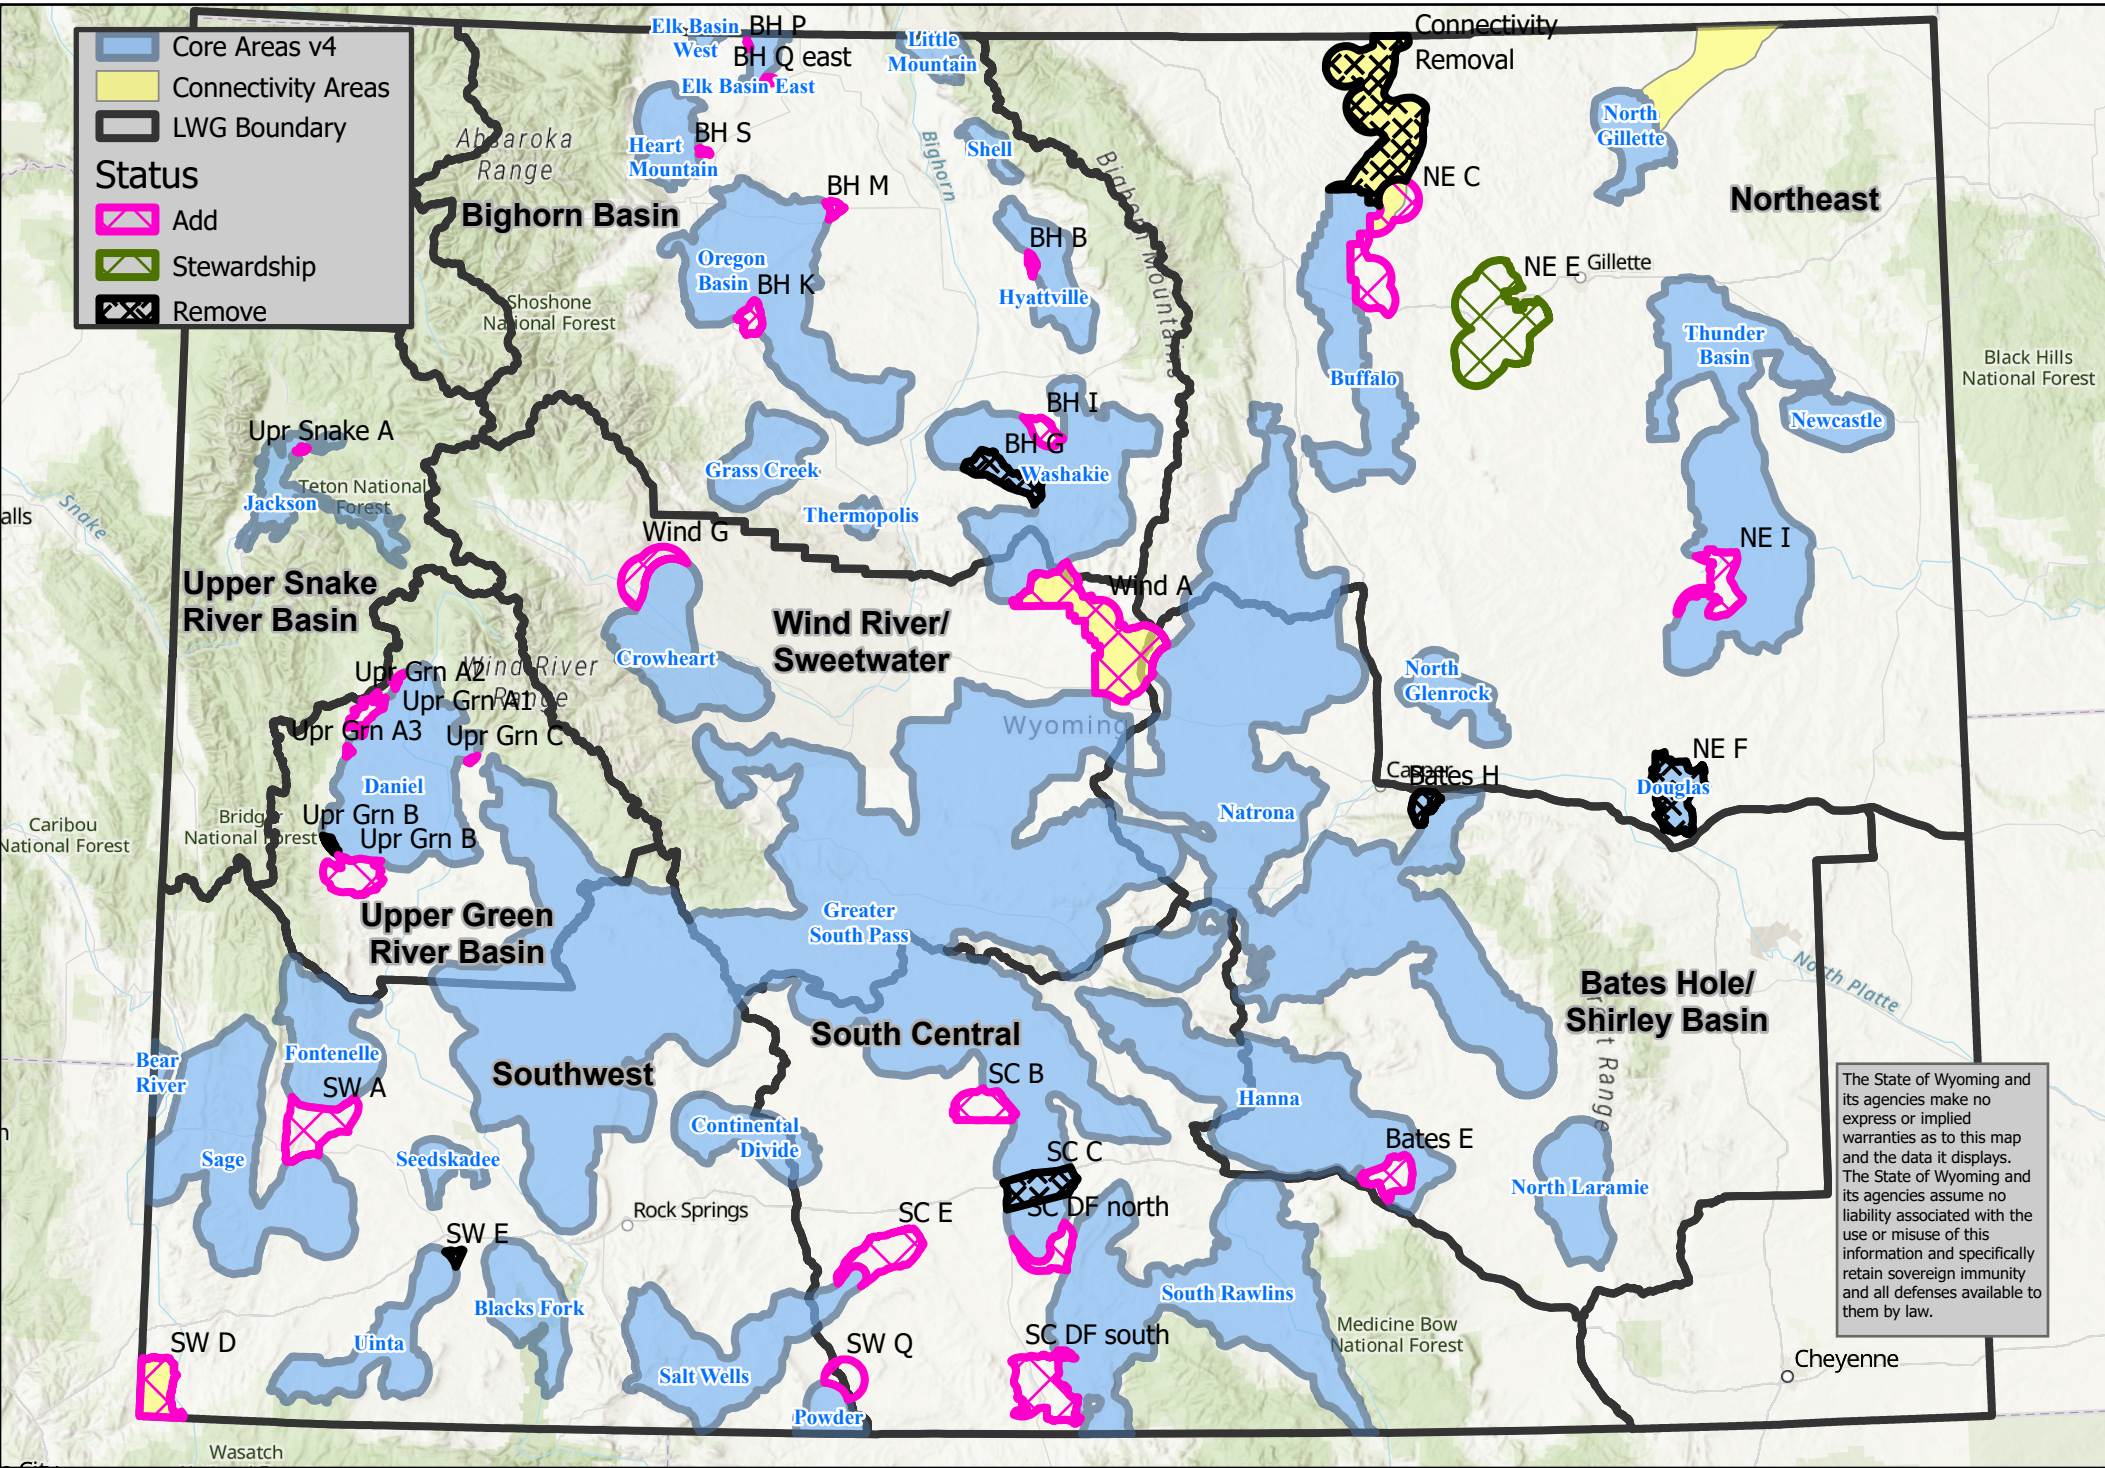 Core Areas v4
Connectivity Areas
LWG Boundary
Status
Add
Stewardship
Remove
Elk Basin
West
BH P
BH Q east
Elk Basin East
Little
Mountain
Connectivity
Removal
North
Gillette
Absaroka
Range
Heart
Mountain
BH S
Shell
Bighorn
Bighorn Mountains
Bighorn Basin
BH M
NE C
Northeast
Oregon
Basin
BH K
BH B
Hyattville
NE E
Gillette
Shoshone
National Forest
Thunder
Basin
Black Hills
National Forest
Buffalo
Newcastle
BH I
BH G
Washakie
Grass Creek
Thermopolis
Upr Snake A
Teton National
Forest
Jackson
Snake
alls
Wind G
NE I
Upper Snake
River Basin
Wind A
Wind River/
Sweetwater
Crowheart
Wind River
Range
Upr Grn A2
Upr Grn A1
Upr Grn A3
Upr Grn C
North
Glenrock
Wyoming
NE F
Douglas
Daniel
Casper
Bates H
Natrona
Upr Grn B
Upr Grn B
Caribou
National Forest
National Forest
Upper Green
River Basin
Greater
South Pass
North Platte
Bates Hole/
Shirley Basin
Range
South Central
Southwest
Bear
River
Fontenelle
SW A
SC B
Hanna
Continental
Divide
SC C
Bates E
Sage
Seedskadee
North Laramie
Rock Springs
SC E
SC DF north
SW E
Blacks Fork
South Rawlins
Uinta
SW D
Salt Wells
SW Q
SC DF south
Medicine Bow
National Forest
Powder
Cheyenne
Wasatch
The State of Wyoming and
its agencies make no
express or implied
warranties as to this map
and the data it displays.
The State of Wyoming and
its agencies assume no
liability associated with the
use or misuse of this
information and specifically
retain sovereign immunity
and all defenses available to
them by law.